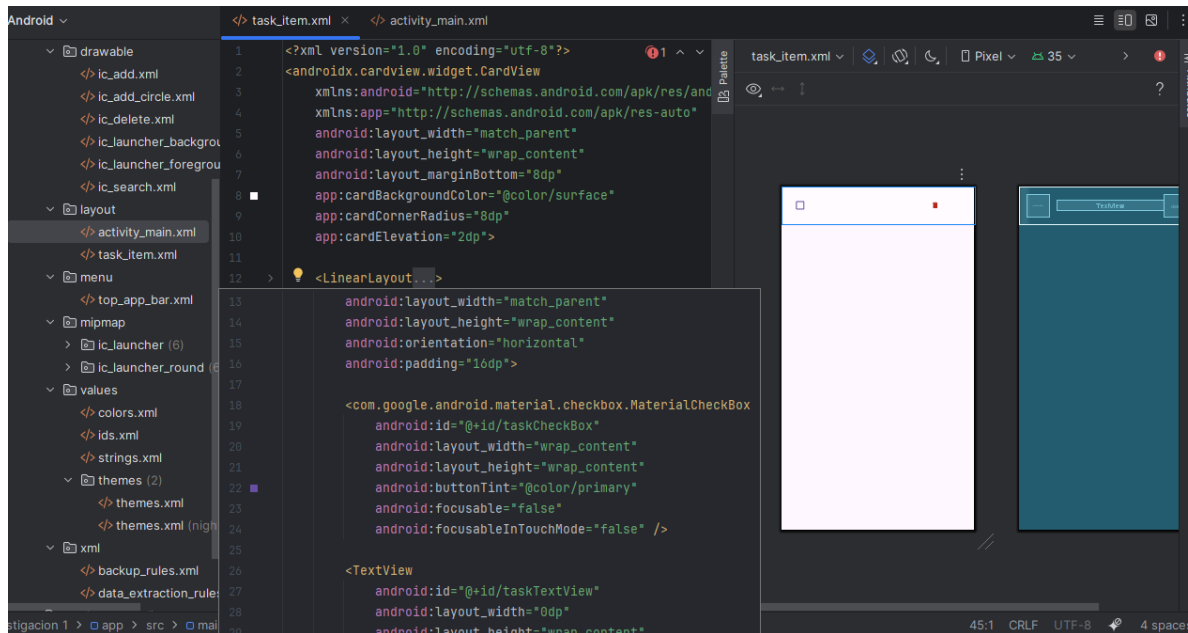 Android
task_item.xml
activity_main.xml
drawable
ic_add.xml
ic_add_circle.xml
ic_delete.xml
ic_launcher_backgrou
ic_launcher_foregrou
ic_search.xml
layout
activity_main.xml
task_item.xml
menu
top_app_bar.xml
mipmap
ic_launcher (6)
ic_launcher_round (6
values
colors.xml
ids.xml
strings.xml
themes (2)
themes.xml
themes.xml (nigh
xml
backup_rules.xml
data_extraction_rule
1 <?xml version="1.0" encoding="utf-8"?>
1
2 <androidx.cardview.widget.CardView
3 xmlns:android="http://schemas.android.com/apk/res/and
4 xmlns:app="http://schemas.android.com/apk/res-auto"
5 android:layout_width="match_parent"
6 android:layout_height="wrap_content"
7 android:layout_marginBottom="8dp"
8 app:cardBackgroundColor="@color/surface"
9 app:cardCornerRadius="8dp"
10 app:cardElevation="2dp">
11
12 <LinearLayout...>
13 android:layout_width="match_parent"
14 android:layout_height="wrap_content"
15 android:orientation="horizontal"
16 android:padding="16dp">
17
18 <com.google.android.material.checkbox.MaterialCheckBox
19 android:id="@+id/taskCheckBox"
20 android:layout_width="wrap_content"
21 android:layout_height="wrap_content"
22 android:buttonTint="@color/primary"
23 android:focusable="false"
24 android:focusableInTouchMode="false" />
25
26 <TextView
27 android:id="@+id/taskTextView"
28 android:layout_width="0dp"
29 android:layout_height="wrap_content"
Palette
task_item.xml
Pixel
35
?
TextView
stigacion 1 > app > src > mai
45:1 CRLF UTF-8 4 spaces